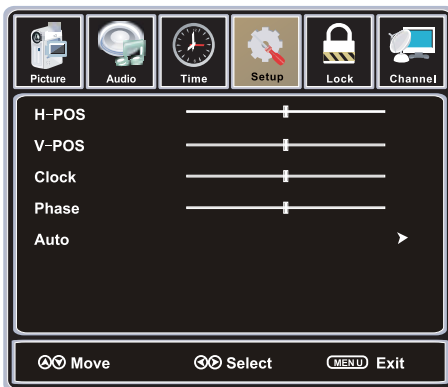 Picture Audio Time Setup Lock Channel
H-POS
V-POS
Clock
Phase
Auto
Move Select MENU Exit